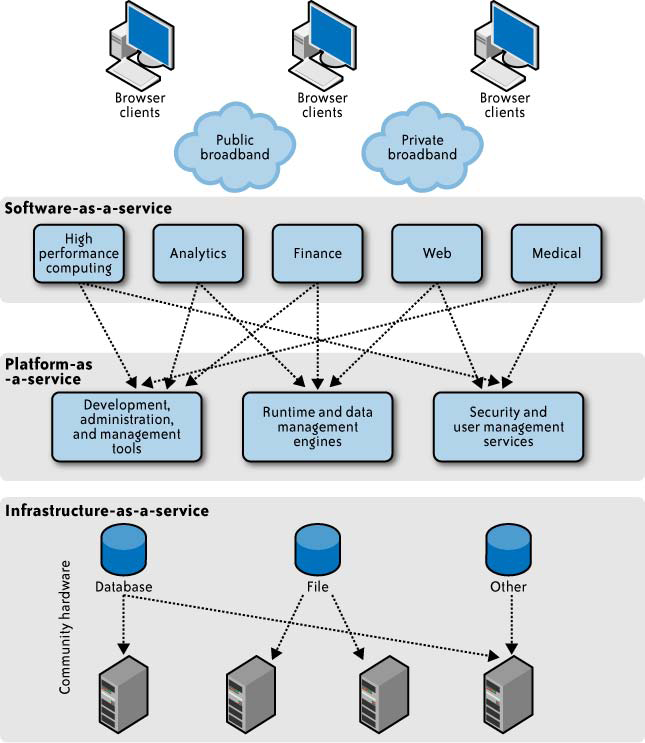 Browser
clients
Browser
clients
Browser
clients
Public
broadband
Private
broadband
Software-as-a-service
High
performance
computing
Analytics
Finance
Web
Medical
Platform-as
-a-service
Development,
administration,
and management
tools
Runtime and data
management
engines
Security and
user management
services
Infrastructure-as-a-service
Community hardware
Database
File
Other